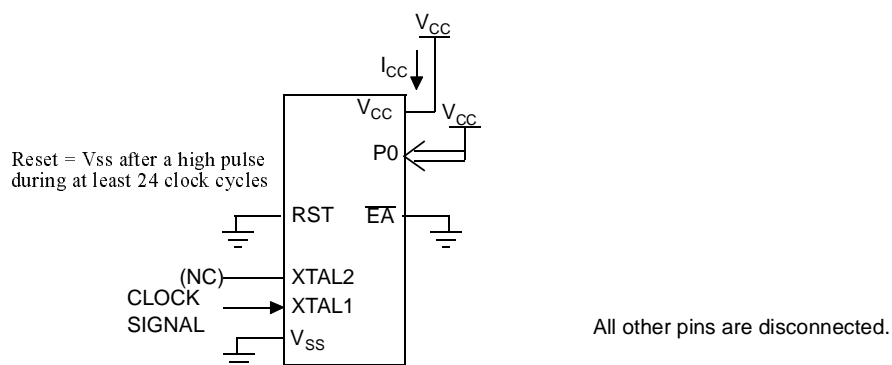 VCC
ICC
VCC
VCC
P0
Reset = Vss after a high pulse
during at least 24 clock cycles
RST
EA
(NC)
XTAL2
CLOCK
SIGNAL
XTAL1
VSS
All other pins are disconnected.